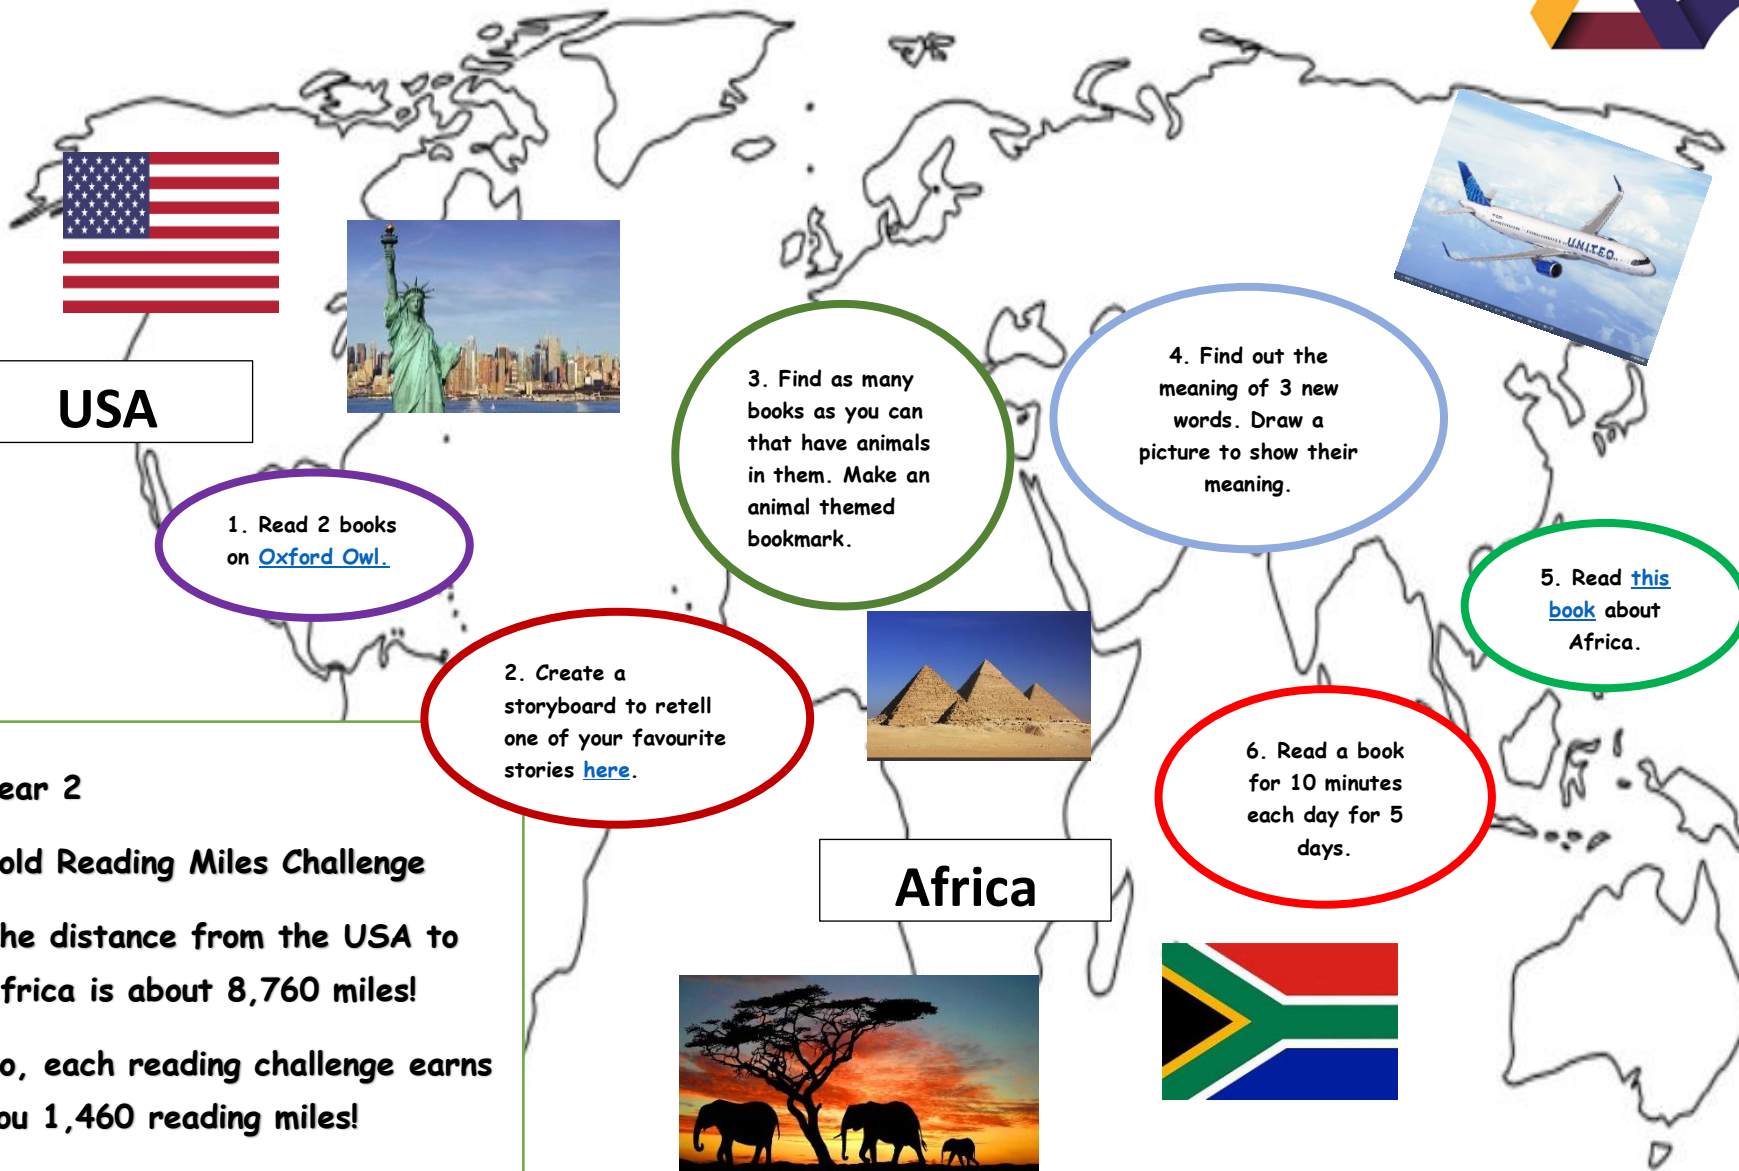 USA
1. Read 2 books
on Oxford Owl.
2. Create a
storyboard to retell
one of your favourite
stories here.
3. Find as many
books as you can
that have animals
in them. Make an
animal themed
bookmark.
4. Find out the
meaning of 3 new
words. Draw a
picture to show their
meaning.
5. Read this
book about
Africa.
6. Read a book
for 10 minutes
each day for 5
days.
Africa
ear 2
old Reading Miles Challenge
he distance from the USA to
frica is about 8,760 miles!
o, each reading challenge earns
ou 1,460 reading miles!
UNITED